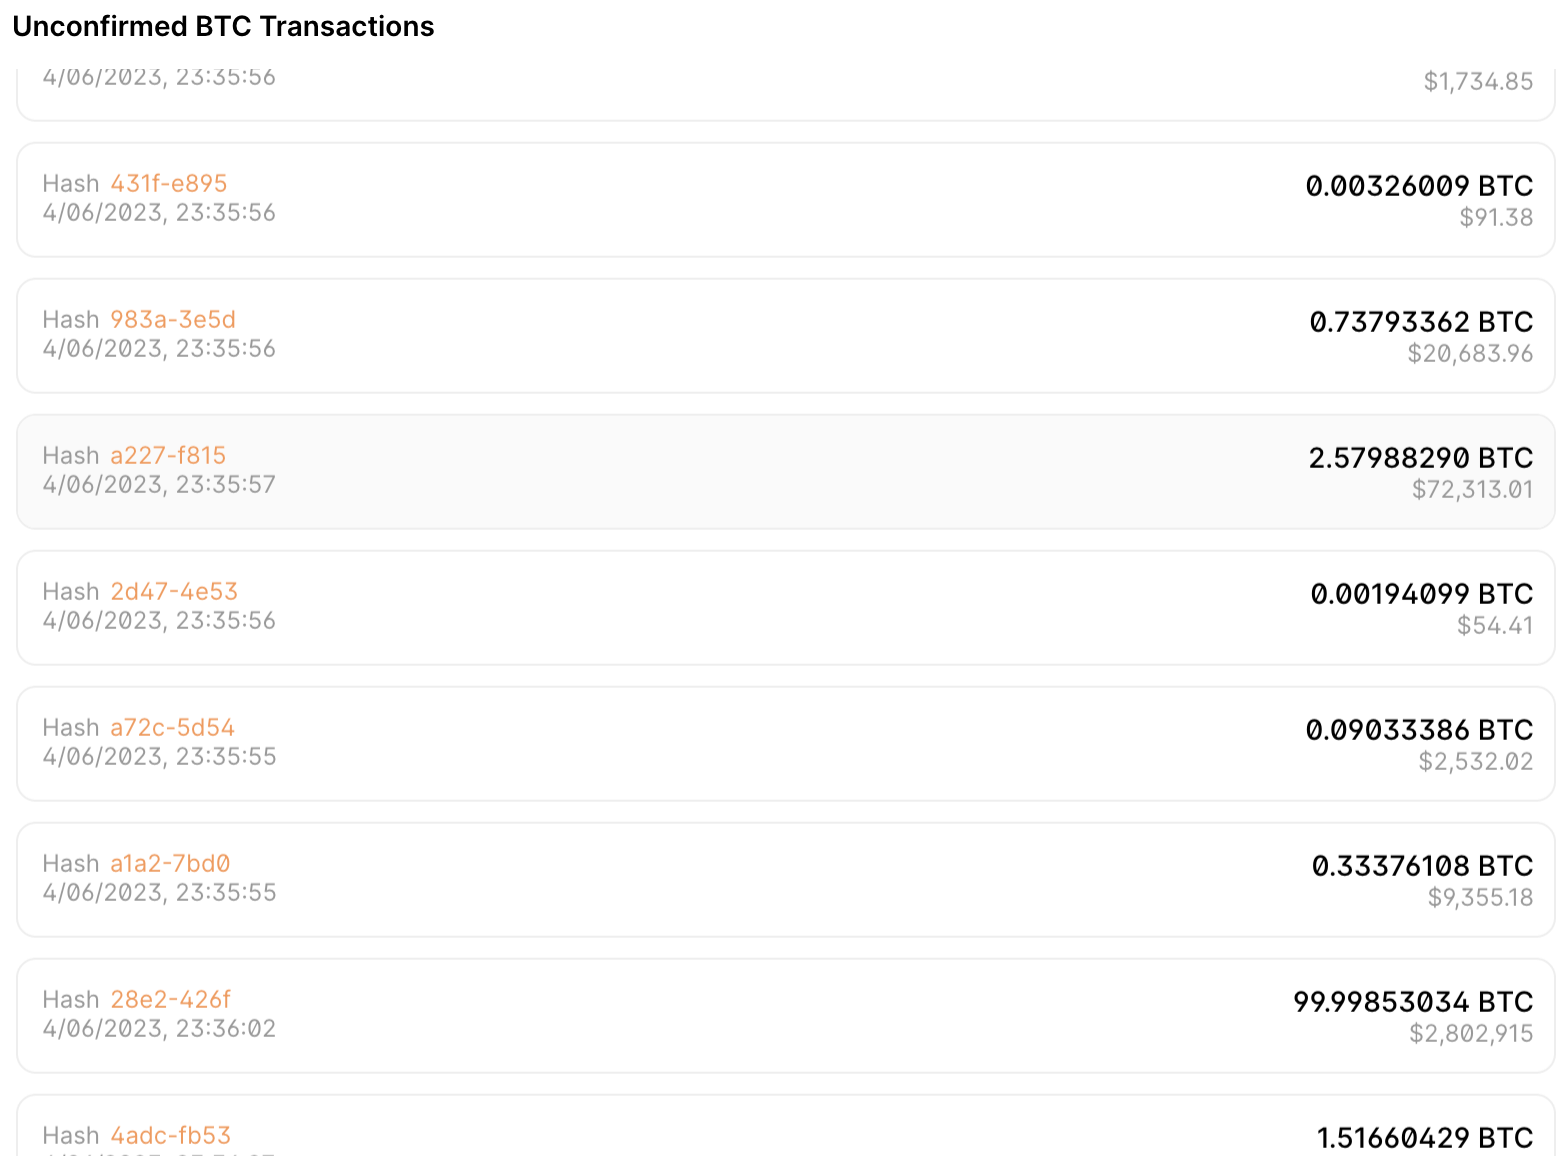 Unconfirmed BTC Transactions
4/06/2023, 23:35:56
$1,734.85
Hash 431f-e895
0.00326009 BTC
4/06/2023, 23:35:56
$91.38
Hash 983a-3e5d
0.73793362 BTC
4/06/2023, 23:35:56
$20,683.96
Hash a227-f815
2.57988290 BTC
4/06/2023, 23:35:57
$72,313.01
Hash 2d47-4e53
0.00194099 BTC
4/06/2023, 23:35:56
$54.41
Hash a72c-5d54
0.09033386 BTC
4/06/2023, 23:35:55
$2,532.02
Hash a1a2-7bd0
0.33376108 BTC
4/06/2023, 23:35:55
$9,355.18
Hash 28e2-426f
99.99853034 BTC
4/06/2023, 23:36:02
$2,802,915
Hash 4adc-fb53
1.51660429 BTC